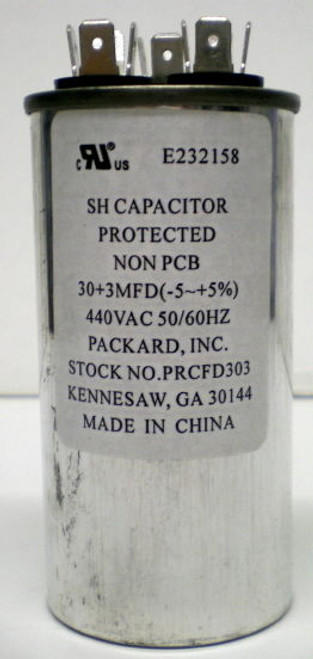 c RU® US E232158
SH CAPACITOR
PROTECTED
NON PCB
30+3MFD(-5~+5%)
440VAC 50/60HZ
PACKARD, INC.
STOCK NO.PRCFD303
KENNESAW, GA 30144
MADE IN CHINA